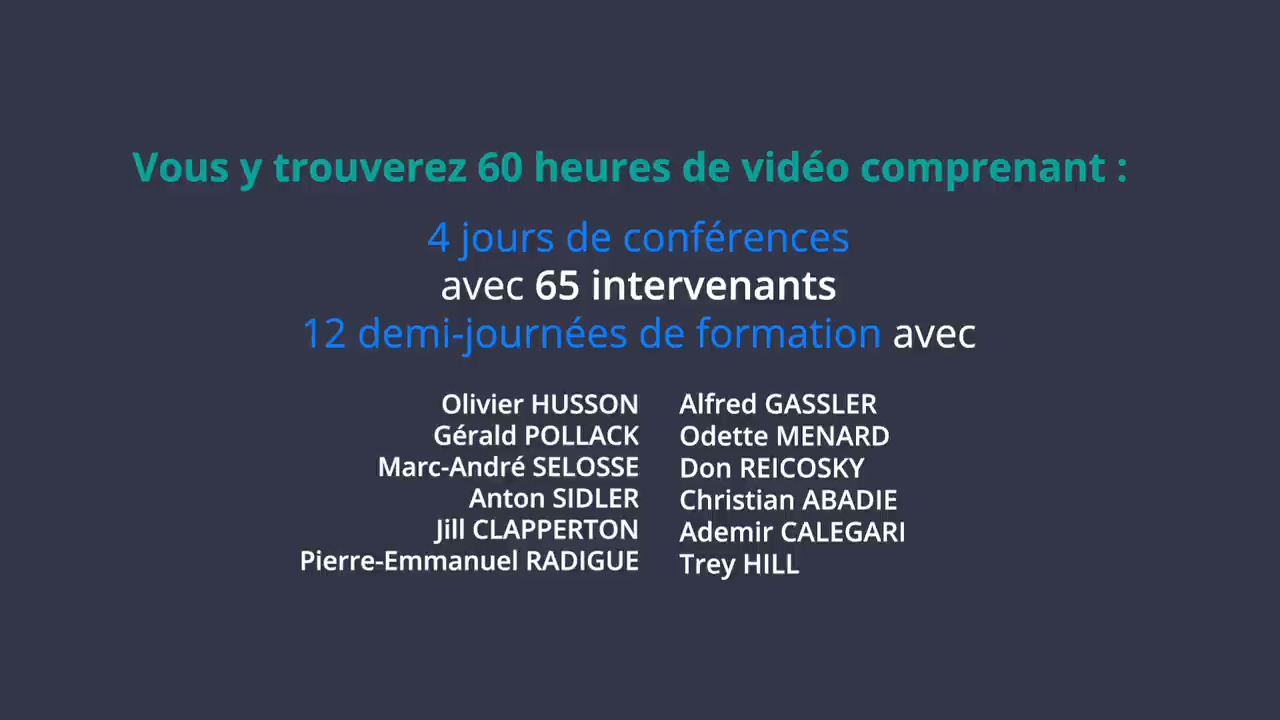 Vous y trouverez 60 heures de vidéo comprenant :
4 jours de conférences
avec 65 intervenants
12 demi-journées de formation avec
Olivier HUSSON
Gérald POLLACK
Marc-André SELOSSE
Anton SIDLER
Jill CLAPPERTON
Pierre-Emmanuel RADIGUE
Alfred GASSLER
Odette MENARD
Don REICOSKY
Christian ABADIE
Ademir CALEGARI
Trey HILL